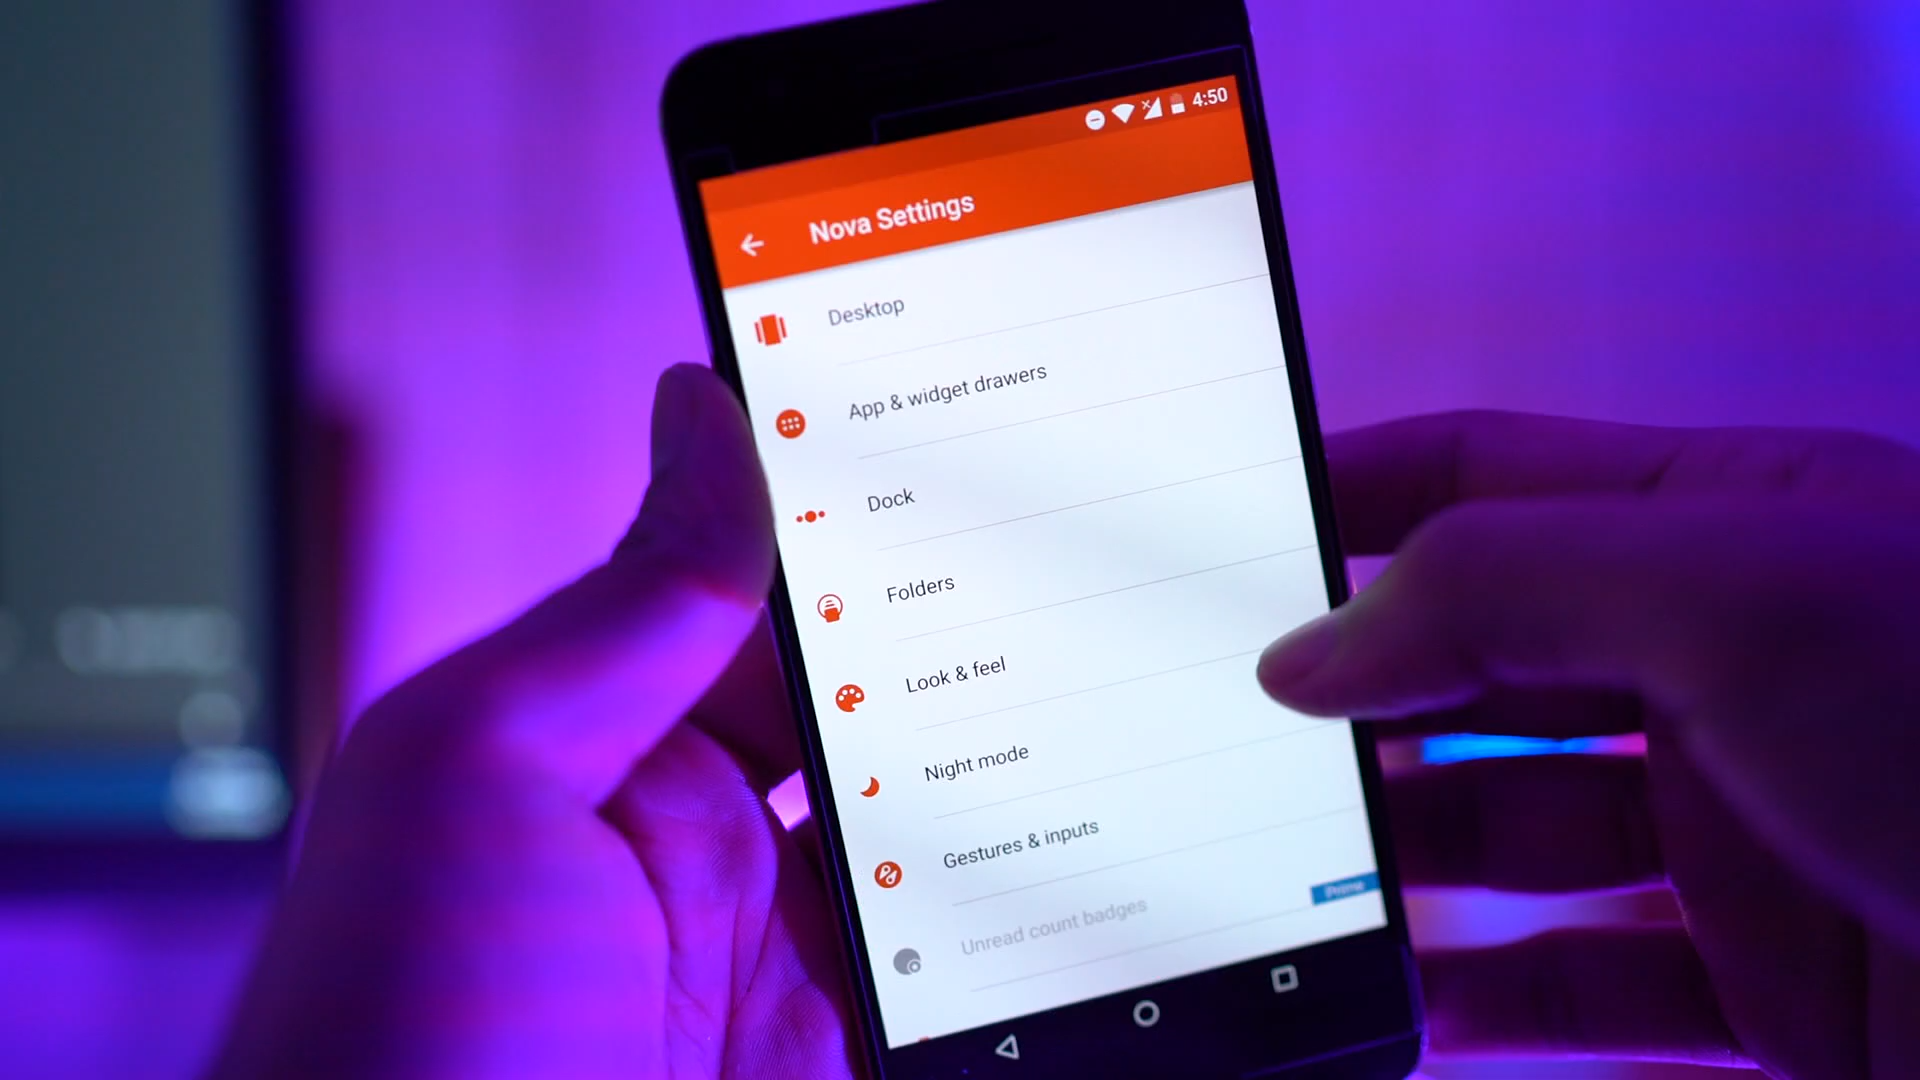 4:50
Nova Settings
Desktop
App & widget drawers
Dock
Folders
Look & feel
Night mode
Gestures & inputs
Prime
Unread count badges